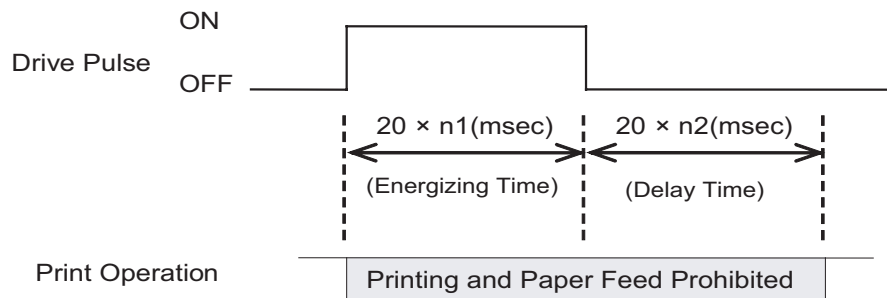 ON
Drive Pulse
OFF
20 × n1(msec)
20 × n2(msec)
(Energizing Time)
(Delay Time)
Print Operation
Printing and Paper Feed Prohibited